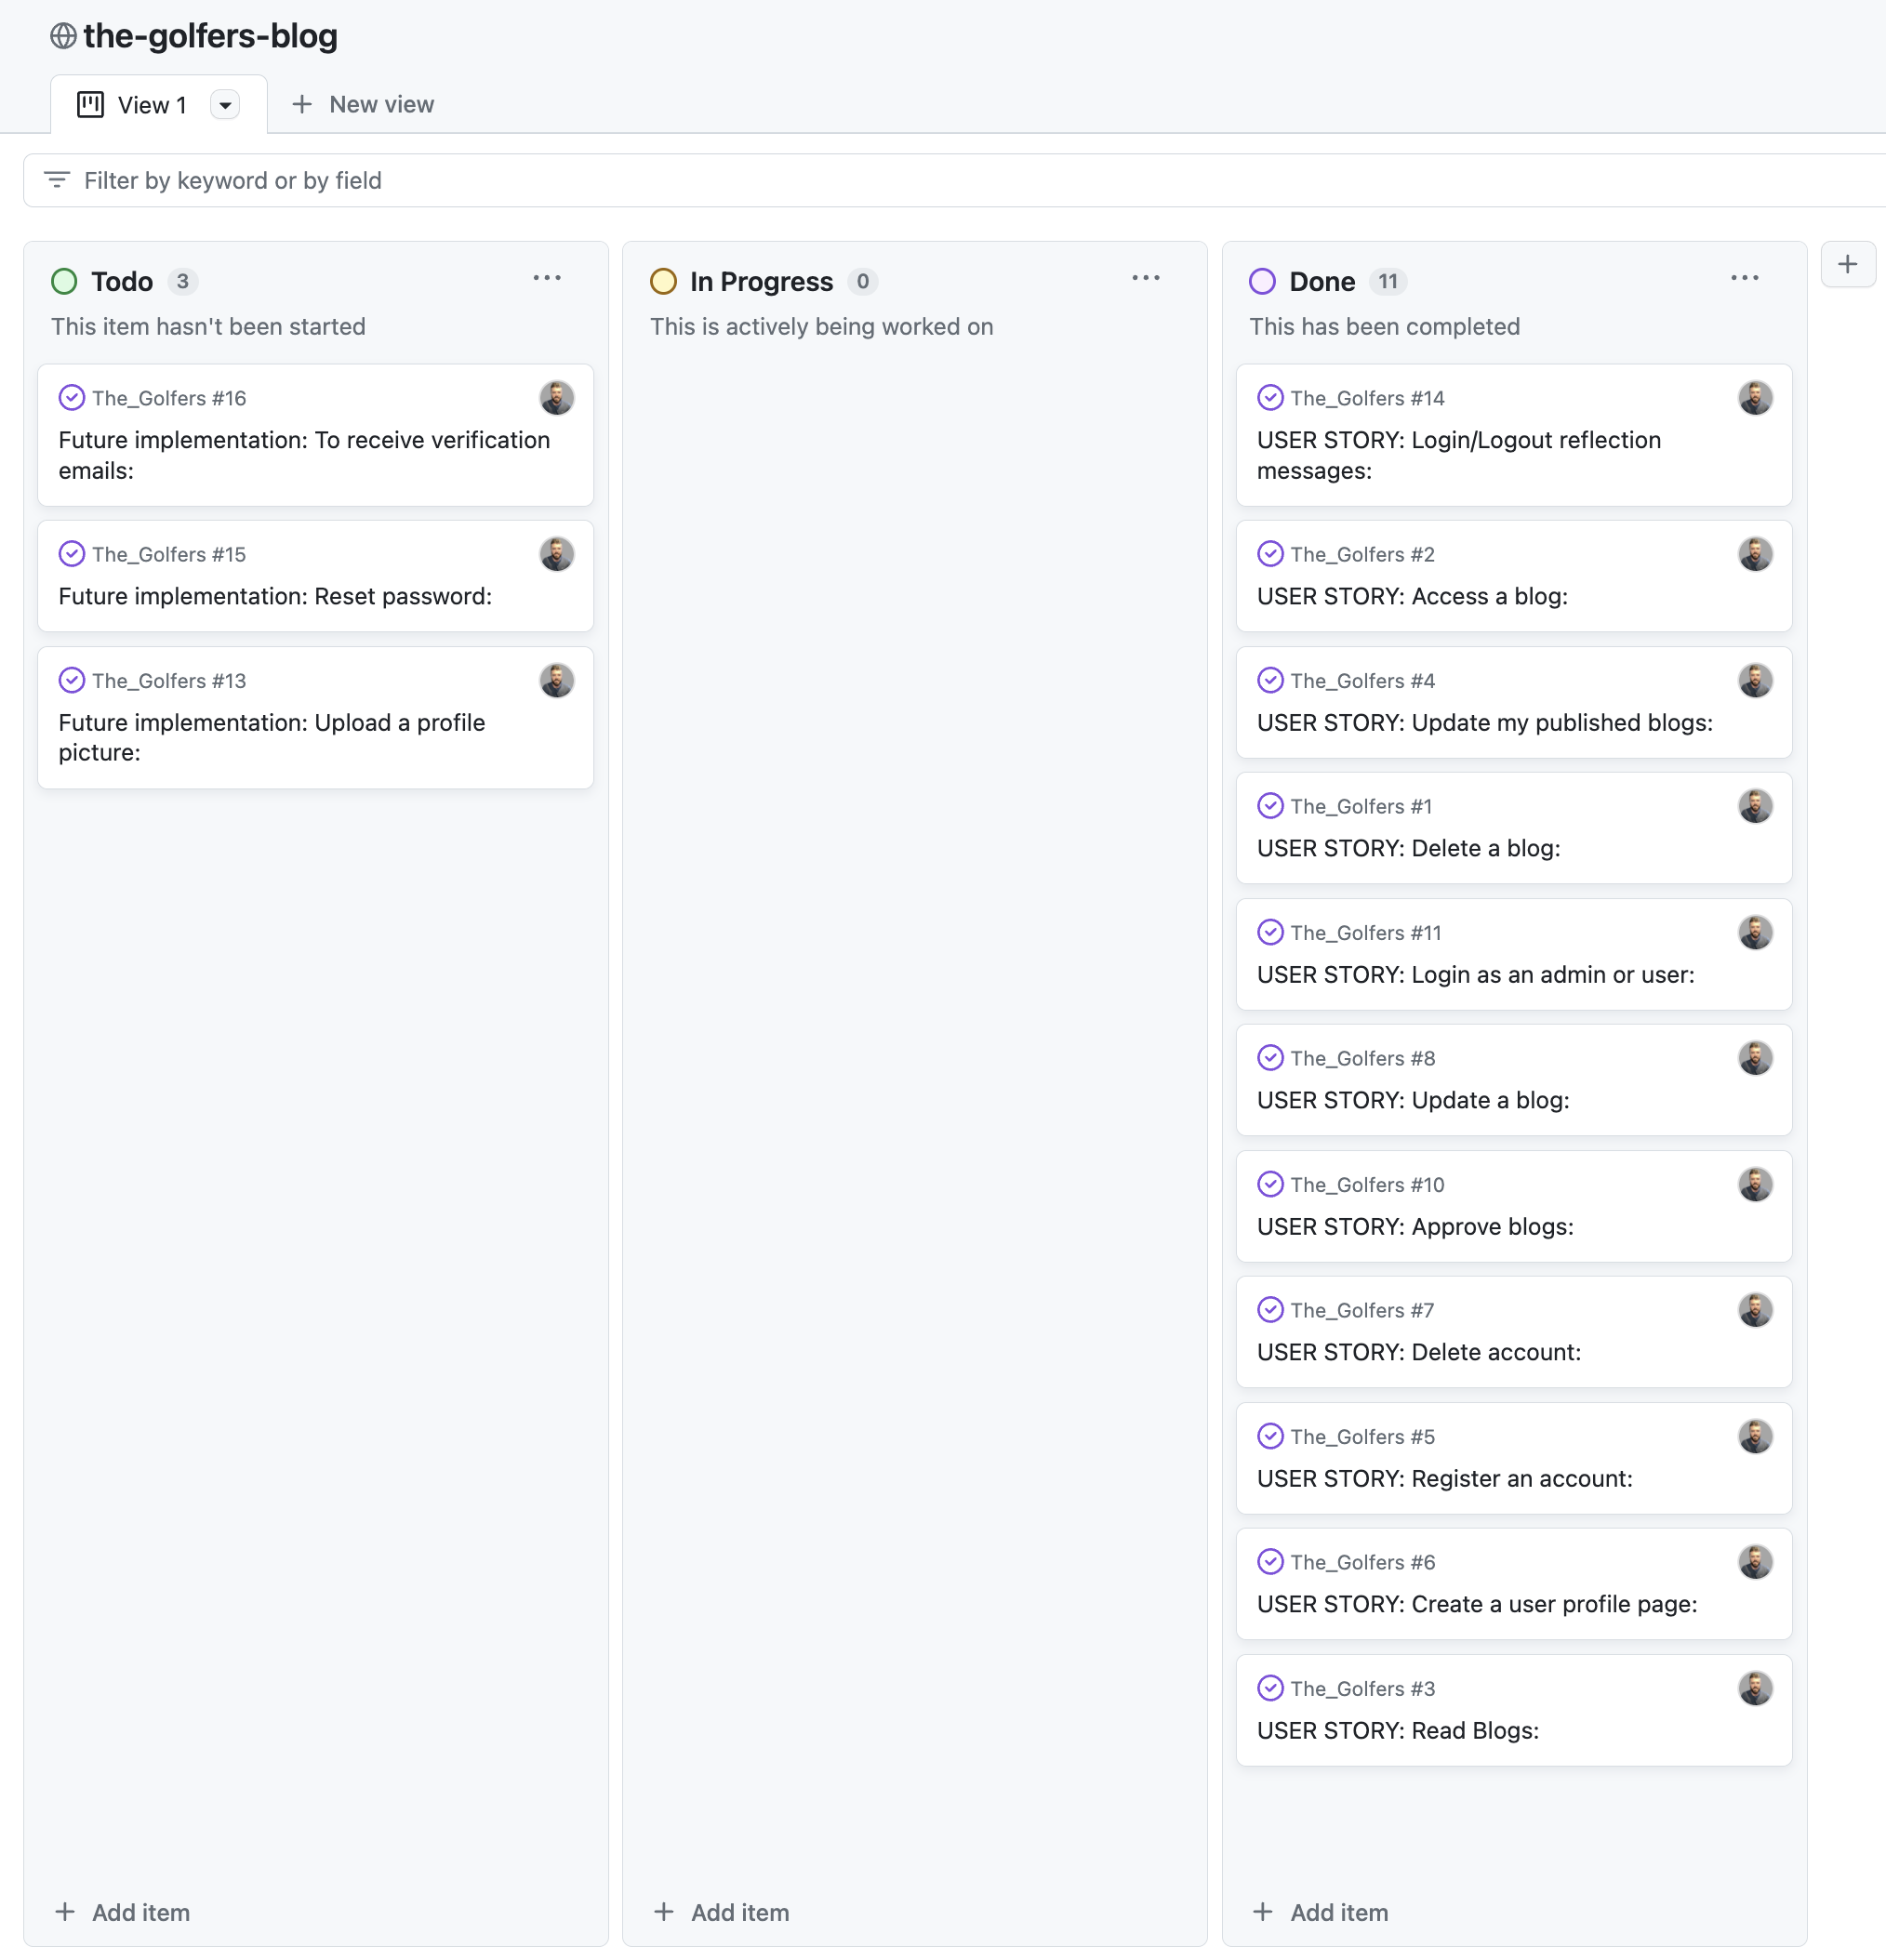 the-golfers-blog
View 1
New view
Filter by keyword or by field
Todo 3
This item hasn't been started
The_Golfers #16
Future implementation: To receive verification
emails:
The_Golfers #15
Future implementation: Reset password:
The_Golfers #13
Future implementation: Upload a profile
picture:
Add item
In Progress 0
This is actively being worked on
Add item
Done 11
This has been completed
The_Golfers #14
USER STORY: Login/Logout reflection
messages:
The_Golfers #2
USER STORY: Access a blog:
The_Golfers #4
USER STORY: Update my published blogs:
The_Golfers #1
USER STORY: Delete a blog:
The_Golfers #11
USER STORY: Login as an admin or user:
The_Golfers #8
USER STORY: Update a blog:
The_Golfers #10
USER STORY: Approve blogs:
The_Golfers #7
USER STORY: Delete account:
The_Golfers #5
USER STORY: Register an account:
The_Golfers #6
USER STORY: Create a user profile page:
The_Golfers #3
USER STORY: Read Blogs:
Add item